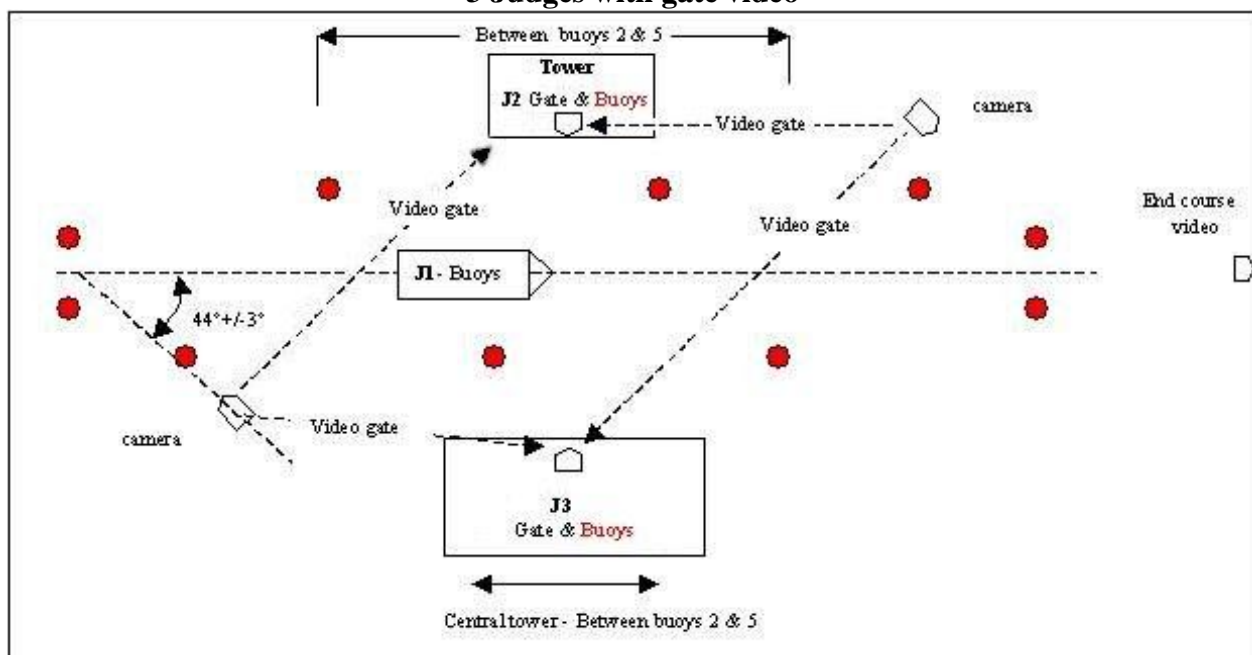 Judges with gate video
Between buoys 2 & 5
Tower
J2 Gate & Buoys
camera
Video gate
Video gate
Video gate
End course
video
J1 - Buoys
44°+/-3°
Video gate
camera
J3
Gate & Buoys
Central tower - Between buoys 2 & 5